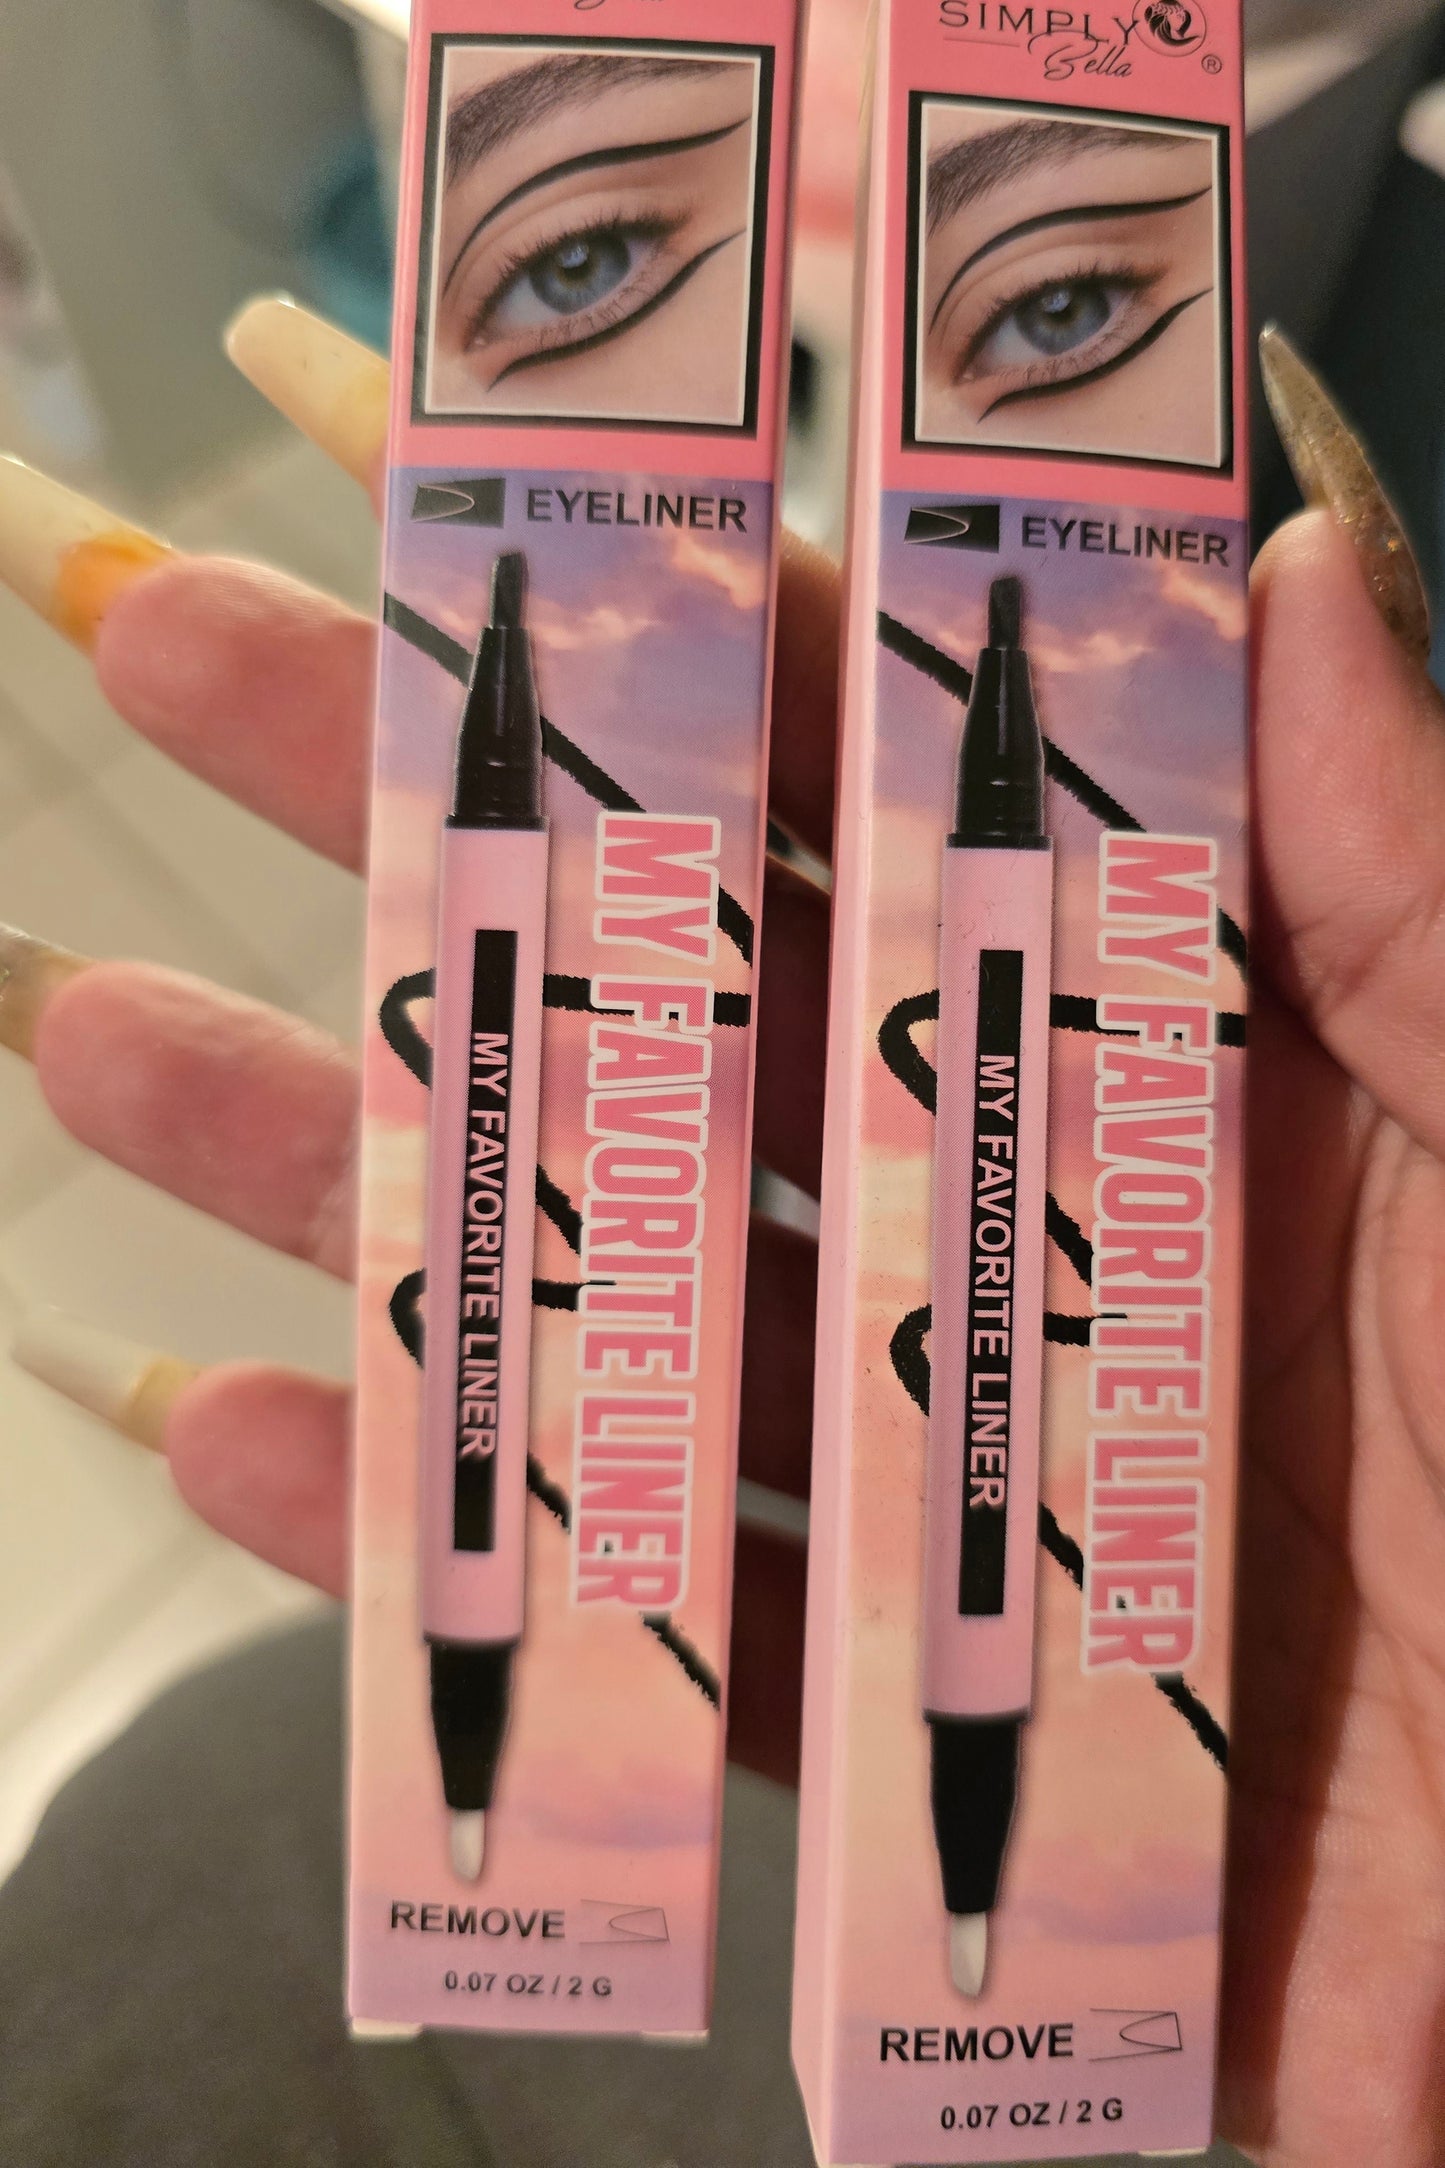 Bella
EYELINER
MY FAVORITE LINER
MY FAVORITE LINER
REMOVE
0.07 OZ / 2 G
SIMPLY
Bella
®
EYELINER
MY FAVORITE LINER
MY FAVORITE LINER
REMOVE
0.07 OZ / 2 G